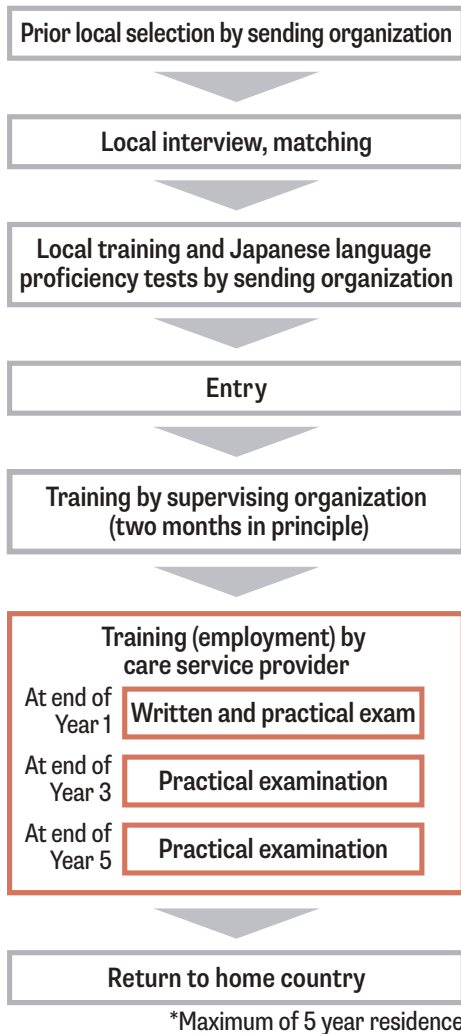 Prior local selection by sending organization
Local interview, matching
Local training and Japanese language
proficiency tests by sending organization
Entry
Training by supervising organization
(two months in principle)
Training (employment) by
care service provider
At end of
Year 1
Written and practical exam
At end of
Year 3
Practical examination
At end of
Year 5
Practical examination
Return to home country
*Maximum of 5 year residence